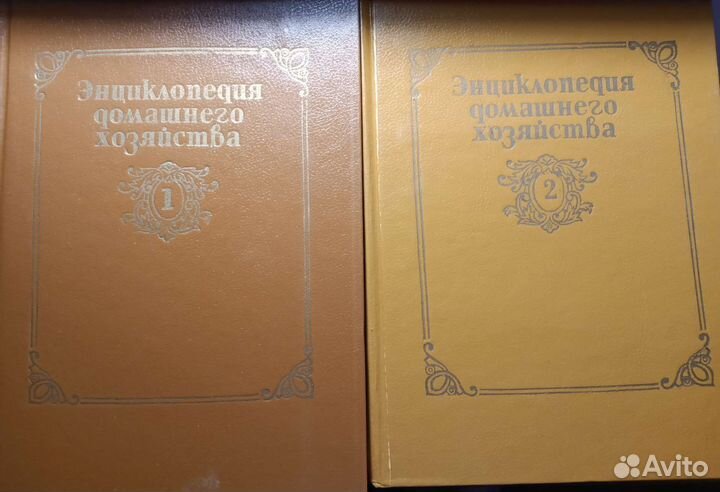 Энциклопедия
домашнего
хозяйства
1
Энциклопедия
домашнего
хозяйства
2
Avito